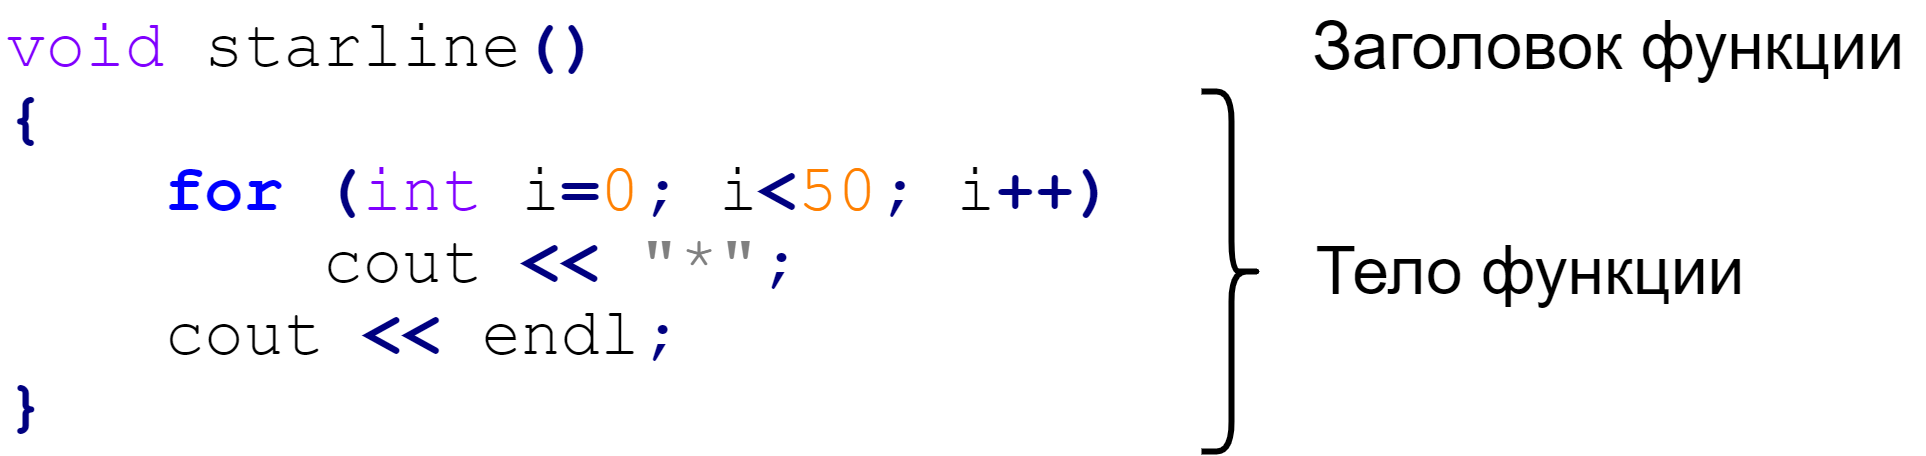 void starline() Заголовок функции
{
for (int i=0; i<50; i++)
cout << "*"; Тело функции
cout << endl;
}